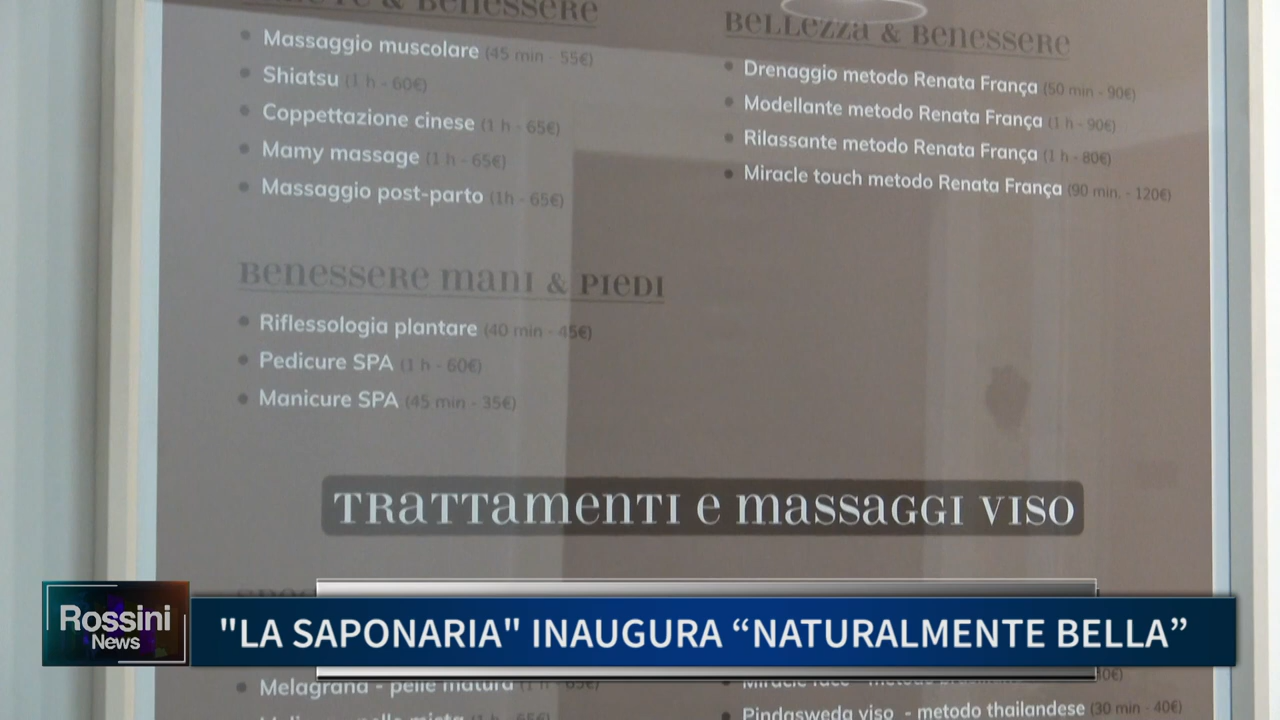 & Benessere
Massaggio muscolare (45 min - 55€)
Shiatsu (1 h - 60€)
Coppettazione cinese (1 h - 65€)
Mamy massage (1 h - 65€)
Massaggio post-parto (1h - 65€)
Benessere mani & piedi
Riflessologia plantare (40 min - 45€)
Pedicure SPA (1 h - 60€)
Manicure SPA (45 min - 35€)
Bellezza & Benessere
Drenaggio metodo Renata França (50 min - 90€)
Modellante metodo Renata França (1 h - 90€)
Rilassante metodo Renata França (1 h - 80€)
Miracle touch metodo Renata França (90 min. - 120€)
Trattamenti e massaggi viso
Rossini
News
"LA SAPONARIA" INAUGURA “NATURALMENTE BELLA”
Melagrana - pelle matura
Pindasweda viso - metodo thailandese (30 min - 40€)